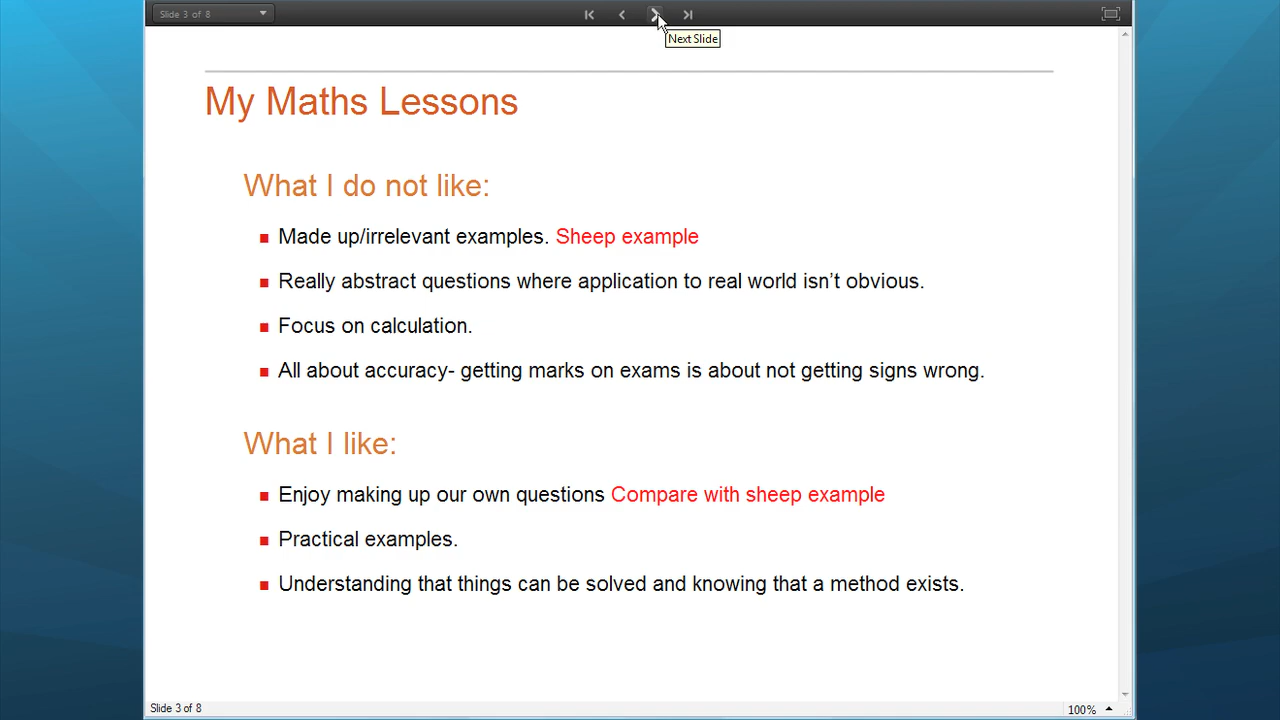 Slide 3 of 8
Next Slide
My Maths Lessons
What I do not like:
Made up/irrelevant examples. Sheep example
Really abstract questions where application to real world isn’t obvious.
Focus on calculation.
All about accuracy- getting marks on exams is about not getting signs wrong.
What I like:
Enjoy making up our own questions Compare with sheep example
Practical examples.
Understanding that things can be solved and knowing that a method exists.
Slide 3 of 8
100%